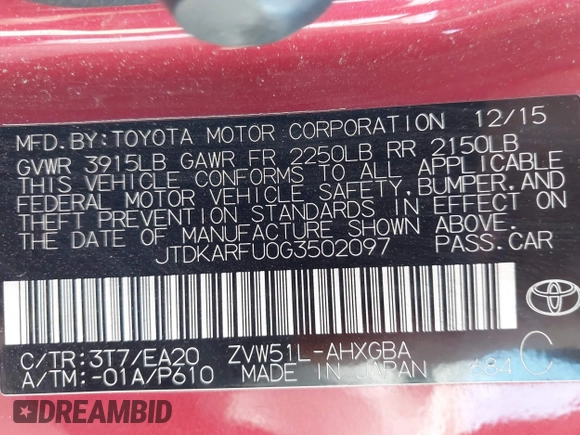 MFD.BY:TOYOTA MOTOR CORPORATION 12/15
GVWR 3915LB GAWR FR 2250LB RR 2150LB
THIS VEHICLE CONFORMS TO ALL APPLICABLE
FEDERAL MOTOR VEHICLE SAFETY,BUMPER,AND
THEFT PREVENTION STANDARDS IN EFFECT ON
THE DATE OF MANUFACTURE SHOWN ABOVE.
JTDKARFU0G3502097 PASS.CAR
C/TR:3T7/EA20 ZVW51L-AHXGBA
A/TM:-01A/P610 MADE IN JAPAN 684 C
TOYOTA
DREAMBID